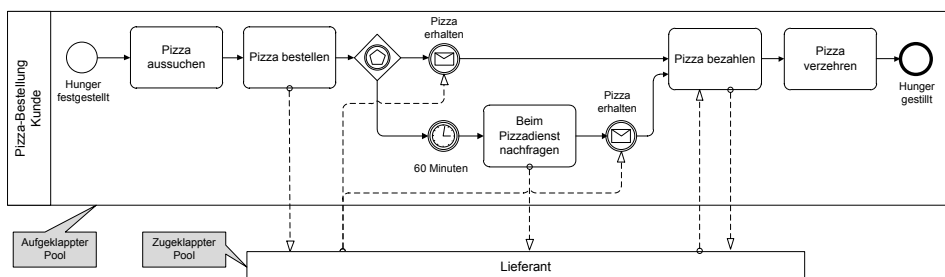 Pizza-Bestellung
Kunde
Hunger
festgestellt
Pizza
aussuchen
Pizza bestellen
Pizza
erhalten
60 Minuten
Beim
Pizzadienst
nachfragen
Pizza
erhalten
Pizza bezahlen
Pizza
verzehren
Hunger
gestillt
Aufgeklappter
Pool
Zugeklappter
Pool
Lieferant